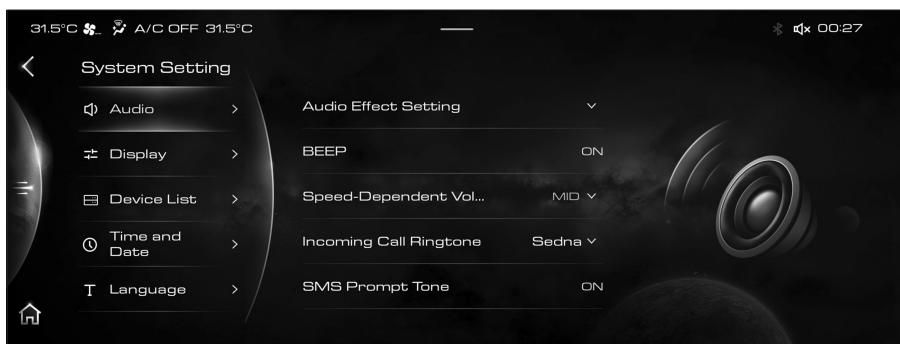 31.5°C A/C OFF 31.5°C 00:27
System Setting
Audio
Display
Device List
Time and
Date
T Language
Audio Effect Setting
BEEP ON
Speed-Dependent Vol... MID
Incoming Call Ringtone Sedna
SMS Prompt Tone ON